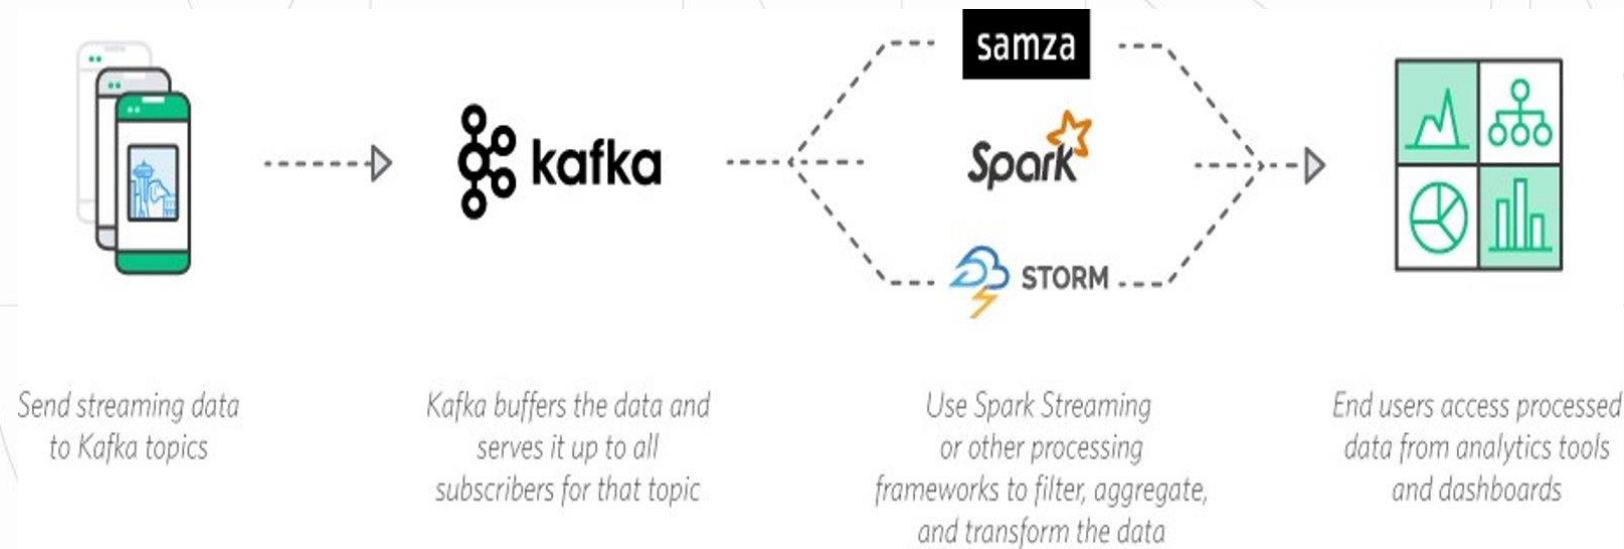 samza
kafka
Spark
STORM
Send streaming data
to Kafka topics
Kafka buffers the data and
serves it up to all
subscribers for that topic
Use Spark Streaming
or other processing
frameworks to filter, aggregate,
and transform the data
End users access processed
data from analytics tools
and dashboards